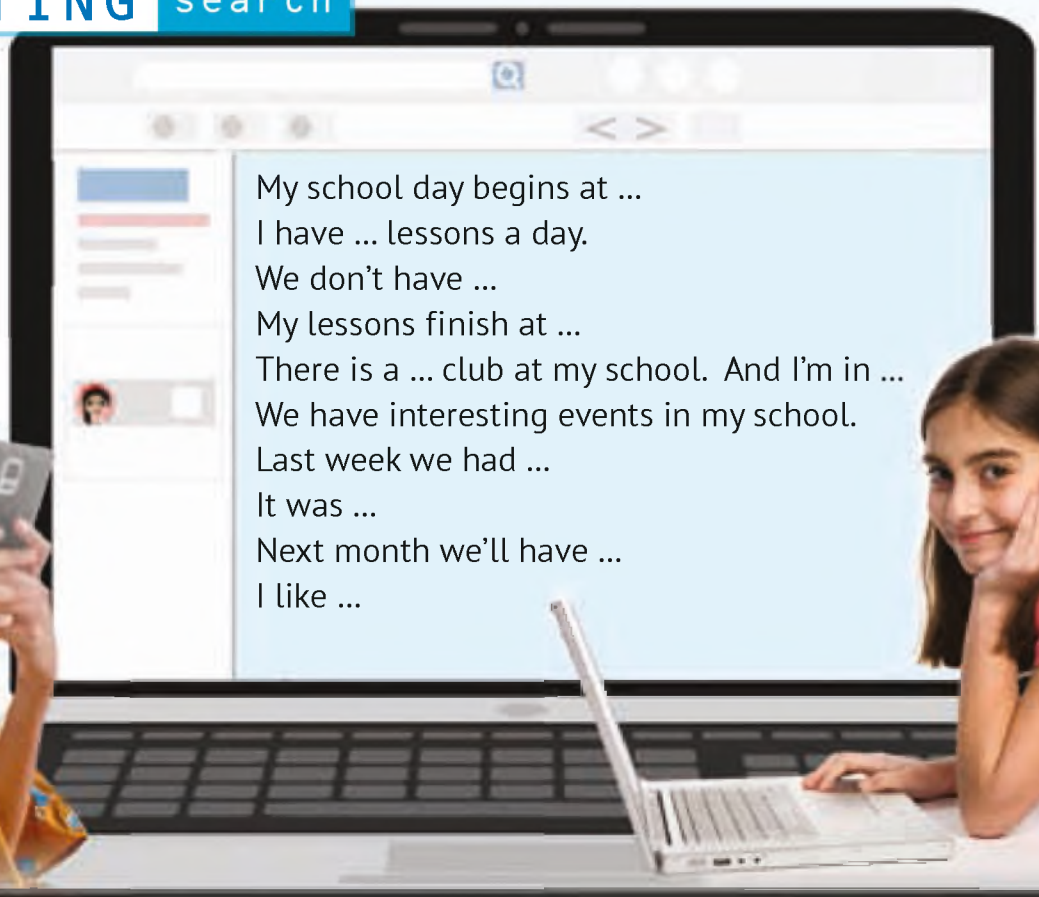 ING search
My school day begins at ...
I have ... lessons a day.
We don't have ...
My lessons finish at ...
There is a ... club at my school. And I'm in ...
We have interesting events in my school.
Last week we had ...
It was ...
Next month we'll have ...
I like ...